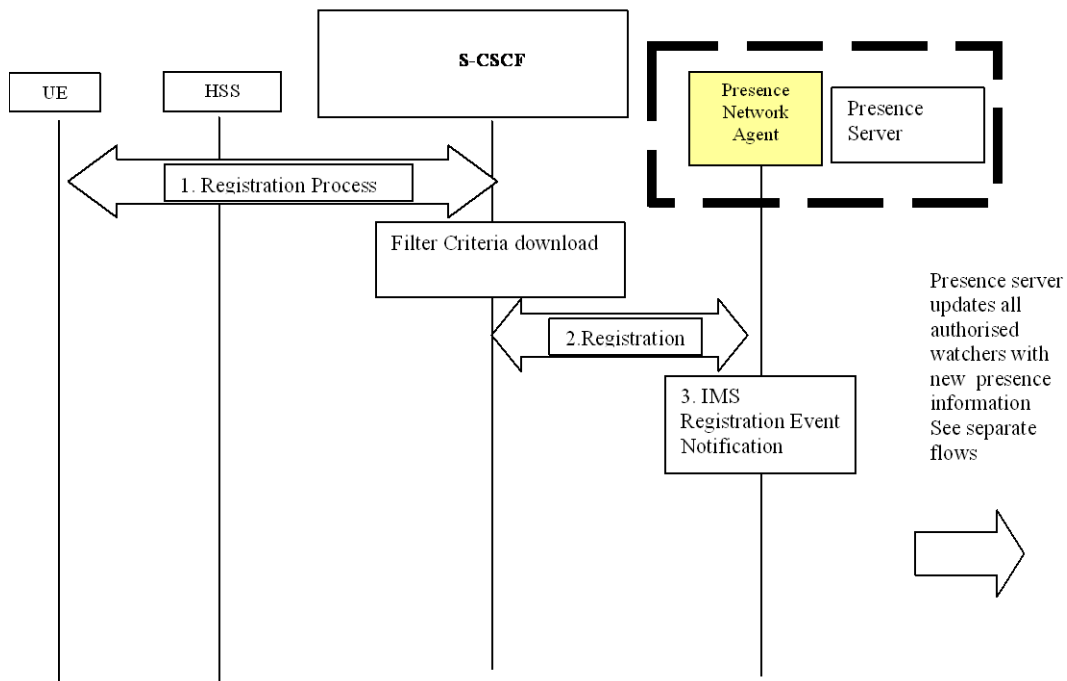 S-CSCF
UE
HSS
Presence
Network
Agent
Presence
Server
1. Registration Process
Filter Criteria download
2.Registration
3. IMS
Registration Event
Notification
Presence server
updates all
authorised
watchers with
new presence
information
See separate
flows